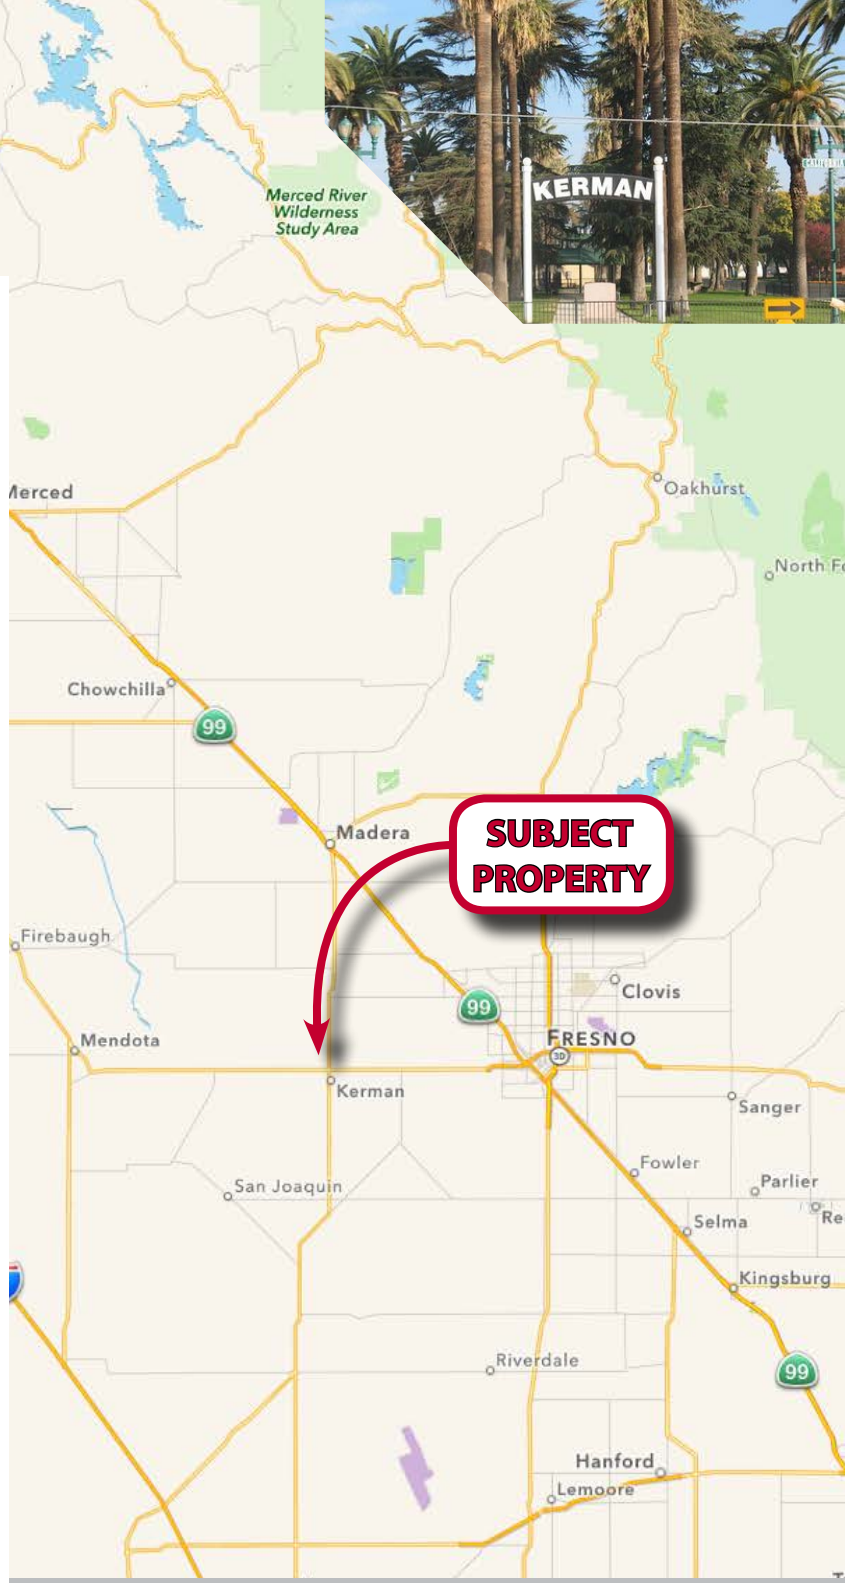 KERMAN
Merced River
Wilderness
Study Area
Merced
Oakhurst
North Fo
Chowchilla
99
SUBJECT
PROPERTY
Madera
Firebaugh
Clovis
99
FRESNO
Mendota
Kerman
Sanger
Fowler
San Joaquin
Parlier
Re
Selma
Kingsburg
Riverdale
99
Hanford
Lemoore